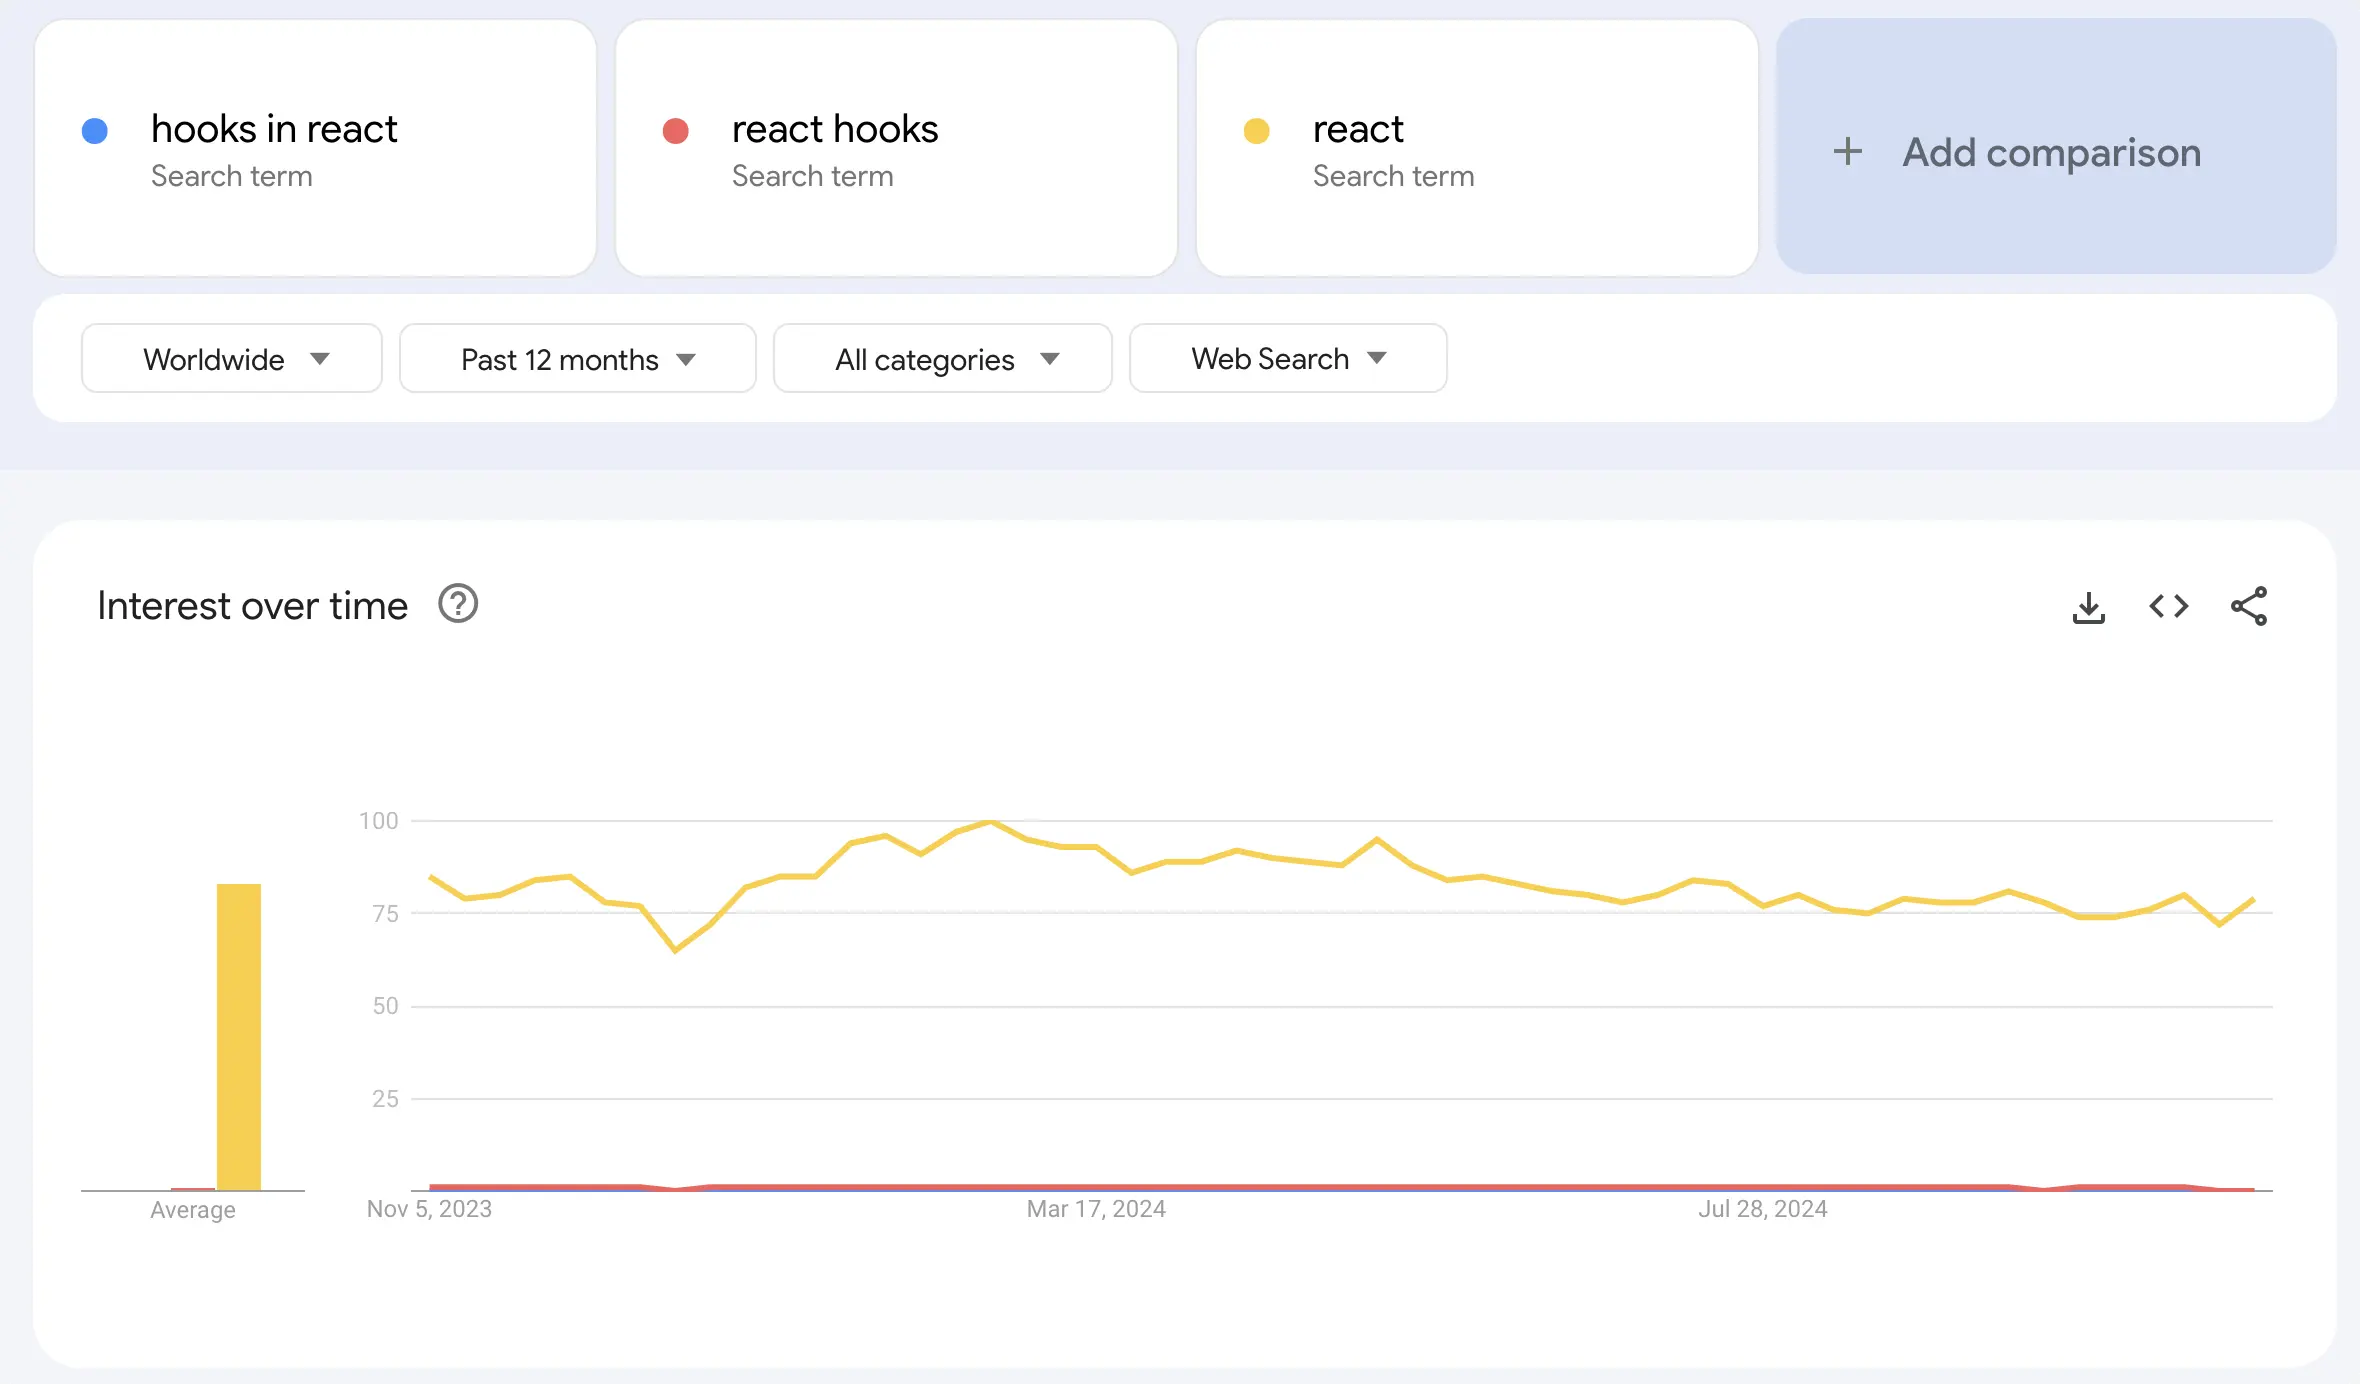 hooks in react
Search term
react hooks
Search term
react
Search term
+ Add comparison
Worldwide
Past 12 months
All categories
Web Search
Interest over time
?
100
75
50
25
Average
Nov 5, 2023
Mar 17, 2024
Jul 28, 2024